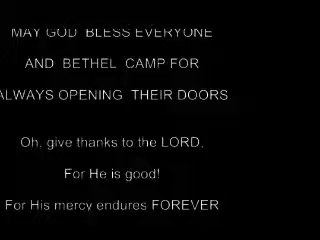 MAY GOD BLESS EVERYONE
AND BETHEL CAMP FOR
ALWAYS OPENING THEIR DOORS
Oh, give thanks to the LORD,
For He is good!
For His mercy endures FOREVER